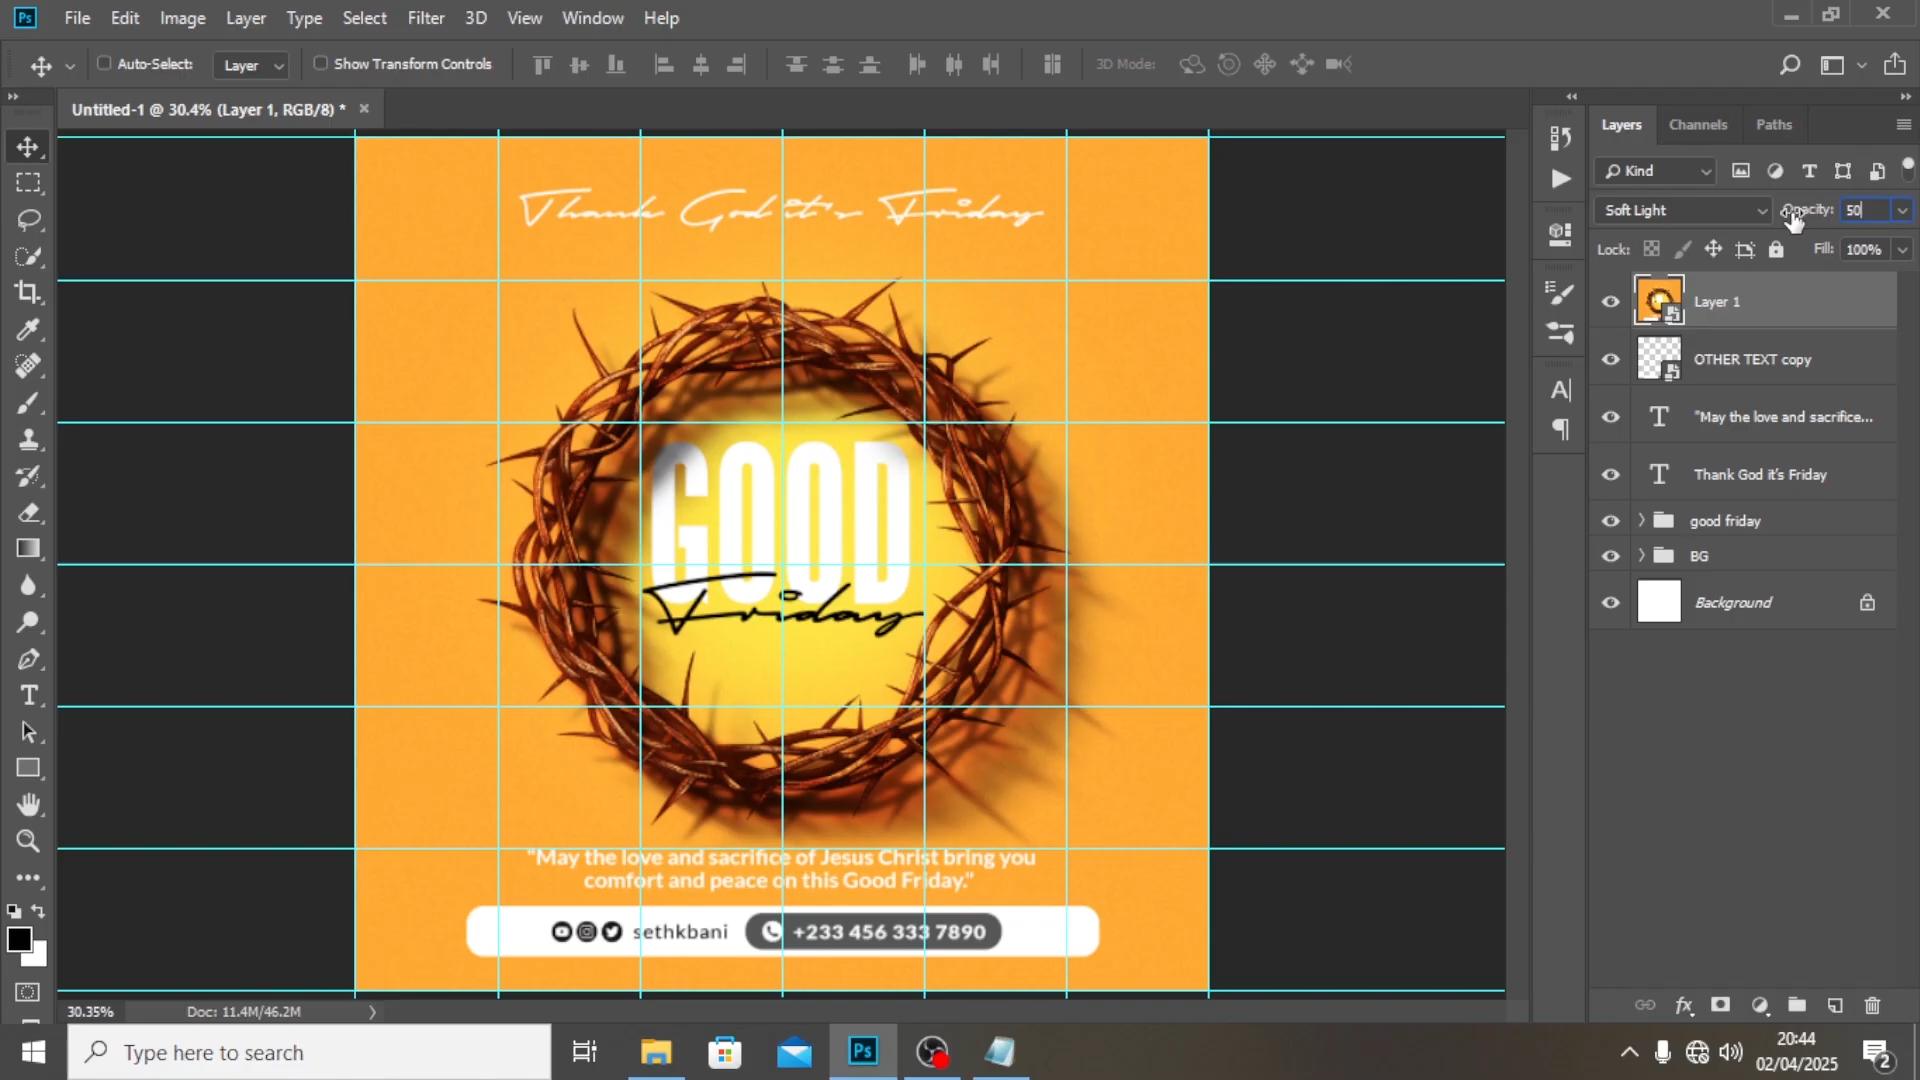 Ps File Edit Image Layer Type Select Filter 3D View Window Help
Auto-Select: Layer Show Transform Controls 3D Mode:
Untitled-1 @ 30.4% (Layer 1, RGB/8) *
Layers Channels Paths
Kind
Soft Light Opacity: 50
Lock: Fill: 100%
Layer 1
OTHER TEXT copy
"May the love and sacrifice...
Thank God it's Friday
good friday
BG
Background
Thank God it's Friday
GOOD
Friday
"May the love and sacrifice of Jesus Christ bring you
comfort and peace on this Good Friday."
sethkbani +233 456 333 7890
30.35% Doc: 11.4M/46.2M
Type here to search
Ps
20:44
02/04/2025
2